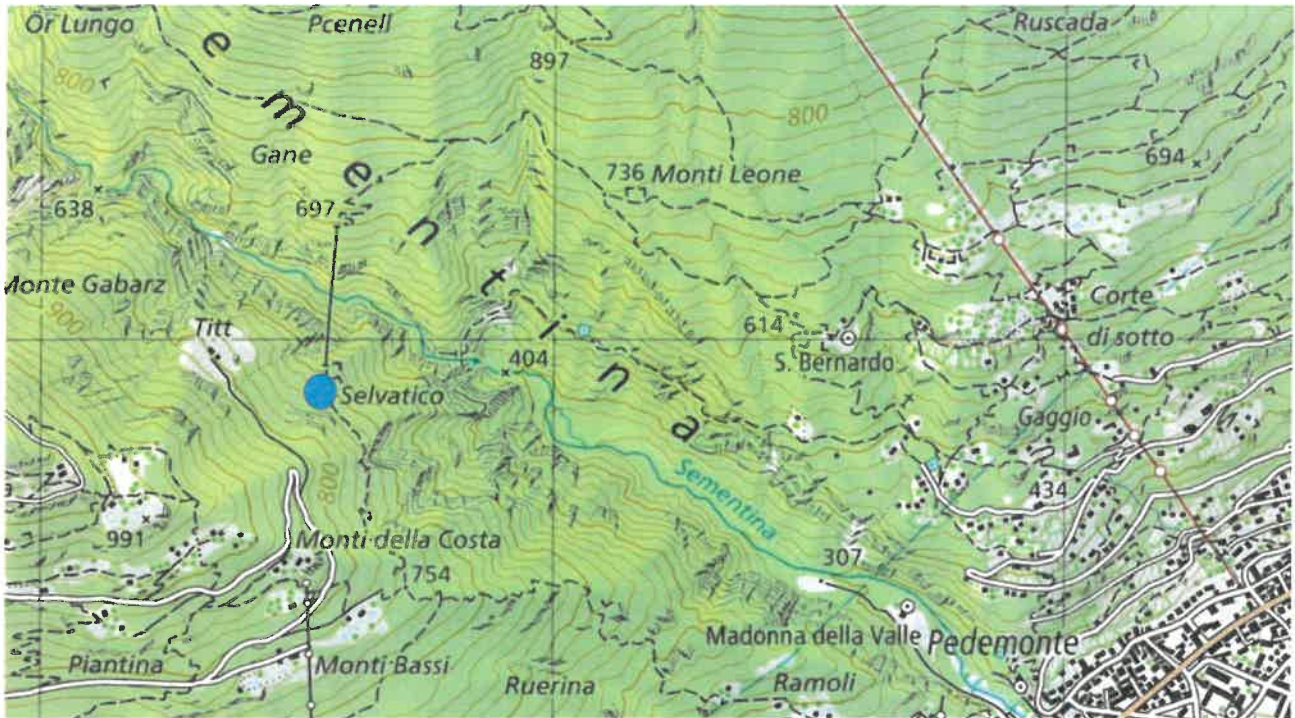 Or Lungo
Pcenell
Ruscada
897
800
800
Gane
736 Monti Leone
694
638
697
ementina
Monte Gabarz
900
Titt
614
S. Bernardo
Corte
di sotto
404
Selvatico
Gaggio
800
434
991
Monti della Costa
Sementina
754
307
Madonna della Valle
Pedemonte
Piantina
Monti Bassi
Ruerina
Ramoli